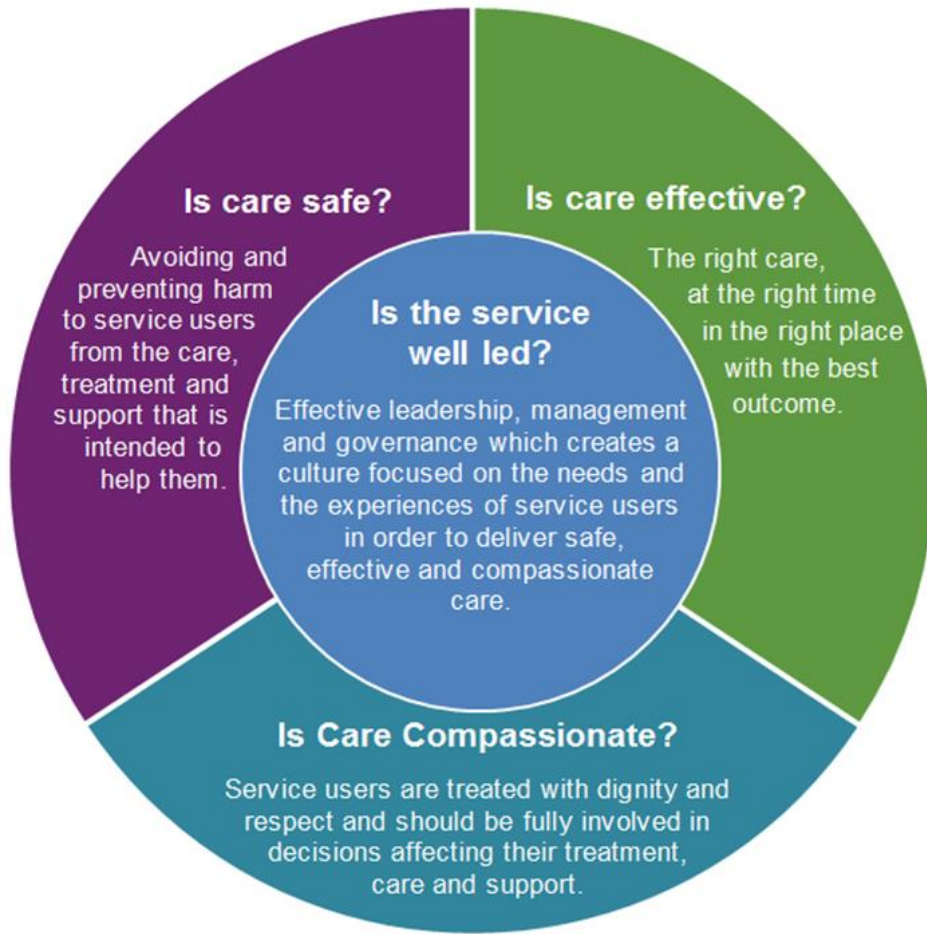 Is care safe?
Avoiding and
preventing harm
to service users
from the care,
treatment and
support that is
intended to
help them.
Is care effective?
The right care,
at the right time
in the right place
with the best
outcome.
Is the service
well led?
Effective leadership, management
and governance which creates a
culture focused on the needs and
the experiences of service users
in order to deliver safe,
effective and compassionate
care.
Is Care Compassionate?
Service users are treated with dignity and
respect and should be fully involved in
decisions affecting their treatment,
care and support.